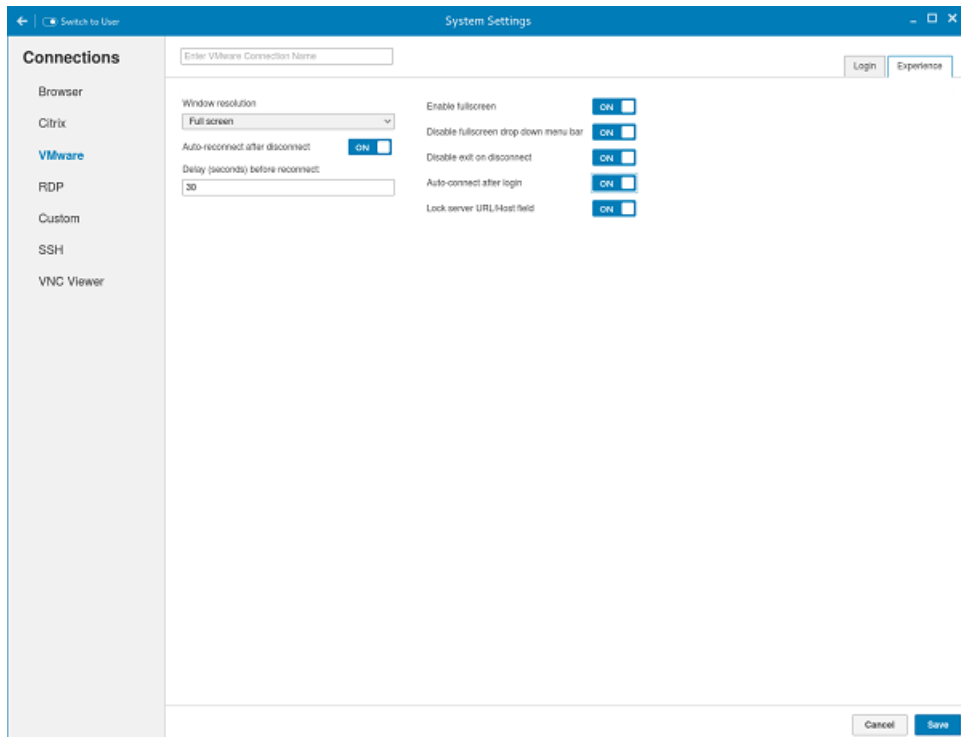 Switch to User
System Settings
Connections
Browser
Citrix
VMware
RDP
Custom
SSH
VNC Viewer
Enter VMware Connection Name
Login
Experience
Window resolution
Full screen
Auto-reconnect after disconnect
ON
Delay (seconds) before reconnect:
30
Enable fullscreen
ON
Disable fullscreen drop down menu bar
ON
Disable exit on disconnect
ON
Auto-connect after login
ON
Lock server URL/Host field
ON
Cancel
Save